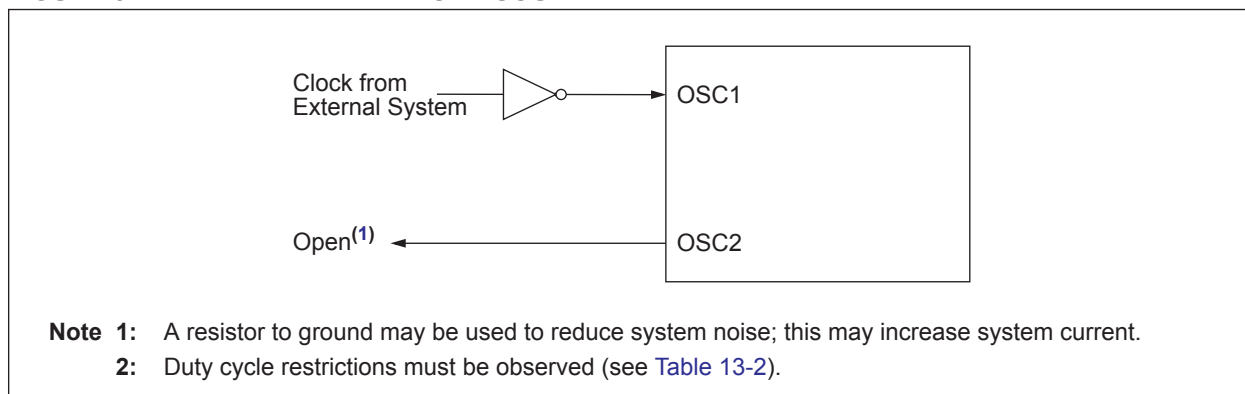 Clock from
External System
OSC1
Open(1)
OSC2
Note 1: A resistor to ground may be used to reduce system noise; this may increase system current.
2: Duty cycle restrictions must be observed (see Table 13-2).